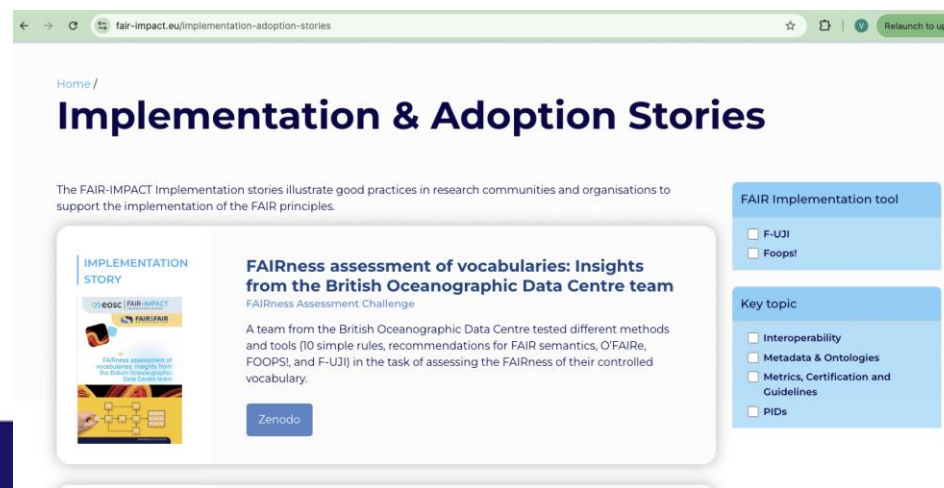 fair-impact.eu/implementation-adoption-stories
V
Relaunch to up
Home /
Implementation & Adoption Stories
The FAIR-IMPACT Implementation stories illustrate good practices in research communities and organisations to
support the implementation of the FAIR principles.
IMPLEMENTATION
STORY
eosc | FAIR-IMPACT
FAIRsFAIR
FAIRness assessment of
vocabularies: Insights from
the British Oceanographic
Data Centre team
FAIRness assessment of vocabularies: Insights
from the British Oceanographic Data Centre team
FAIRness Assessment Challenge
A team from the British Oceanographic Data Centre tested different methods
and tools (10 simple rules, recommendations for FAIR semantics, O'FAIRe,
FOOPS!, and F-UJI) in the task of assessing the FAIRness of their controlled
vocabulary.
Zenodo
FAIR Implementation tool
F-UJI
Foops!
Key topic
Interoperability
Metadata & Ontologies
Metrics, Certification and
Guidelines
PIDs